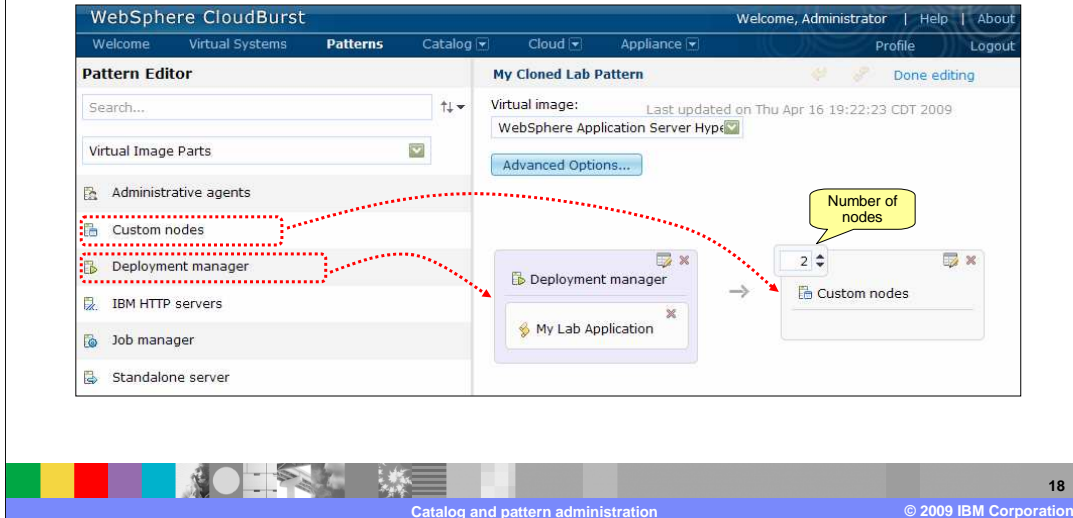 WebSphere CloudBurst
Welcome, Administrator | Help | About
Welcome Virtual Systems Patterns Catalog Cloud Appliance Profile Logout
Pattern Editor
Search...
Virtual Image Parts
Administrative agents
Custom nodes
Deployment manager
IBM HTTP servers
Job manager
Standalone server
My Cloned Lab Pattern
Done editing
Virtual image:
Last updated on Thu Apr 16 19:22:23 CDT 2009
WebSphere Application Server Hype
Advanced Options...
Number of
nodes
Deployment manager
My Lab Application
2
Custom nodes
18
Catalog and pattern administration
© 2009 IBM Corporation